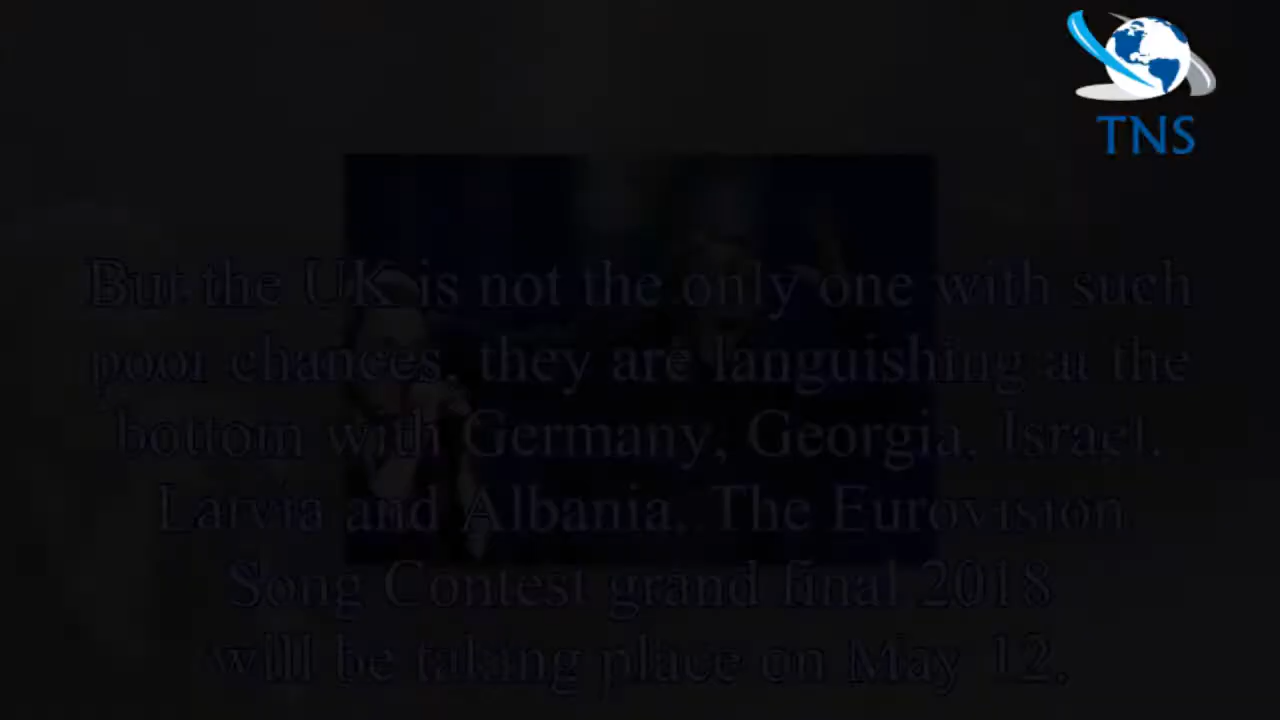 TNS
But the UK is not the only one with such
poor chances, they are languishing at the
bottom with Germany, Georgia, Israel,
Latvia and Albania. The Eurovision
Song Contest grand final 2018
will be taking place on May 12.